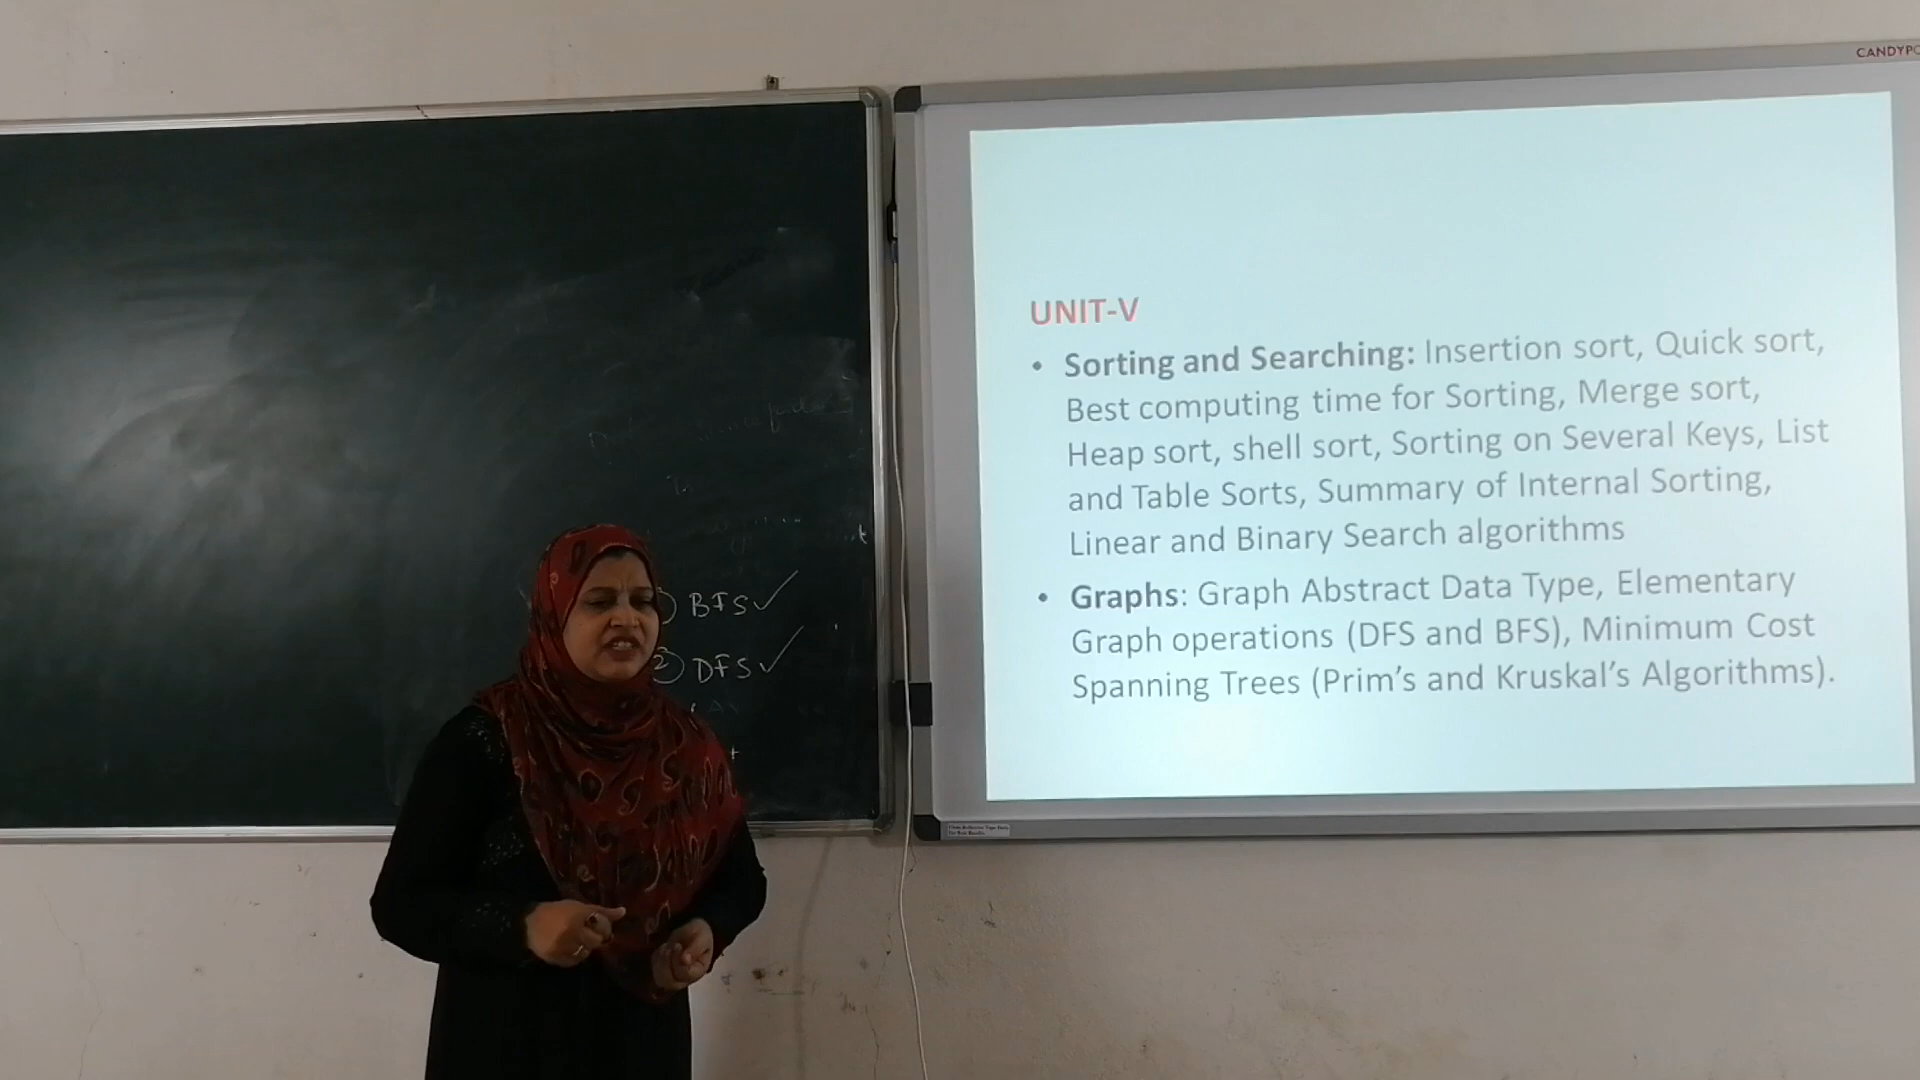 CANDYPO
UNIT-V
• Sorting and Searching: Insertion sort, Quick sort,
Best computing time for Sorting, Merge sort,
Heap sort, shell sort, Sorting on Several Keys, List
and Table Sorts, Summary of Internal Sorting,
Linear and Binary Search algorithms
• Graphs: Graph Abstract Data Type, Elementary
Graph operations (DFS and BFS), Minimum Cost
Spanning Trees (Prim's and Kruskal's Algorithms).
BFS✓
2) DFS✓